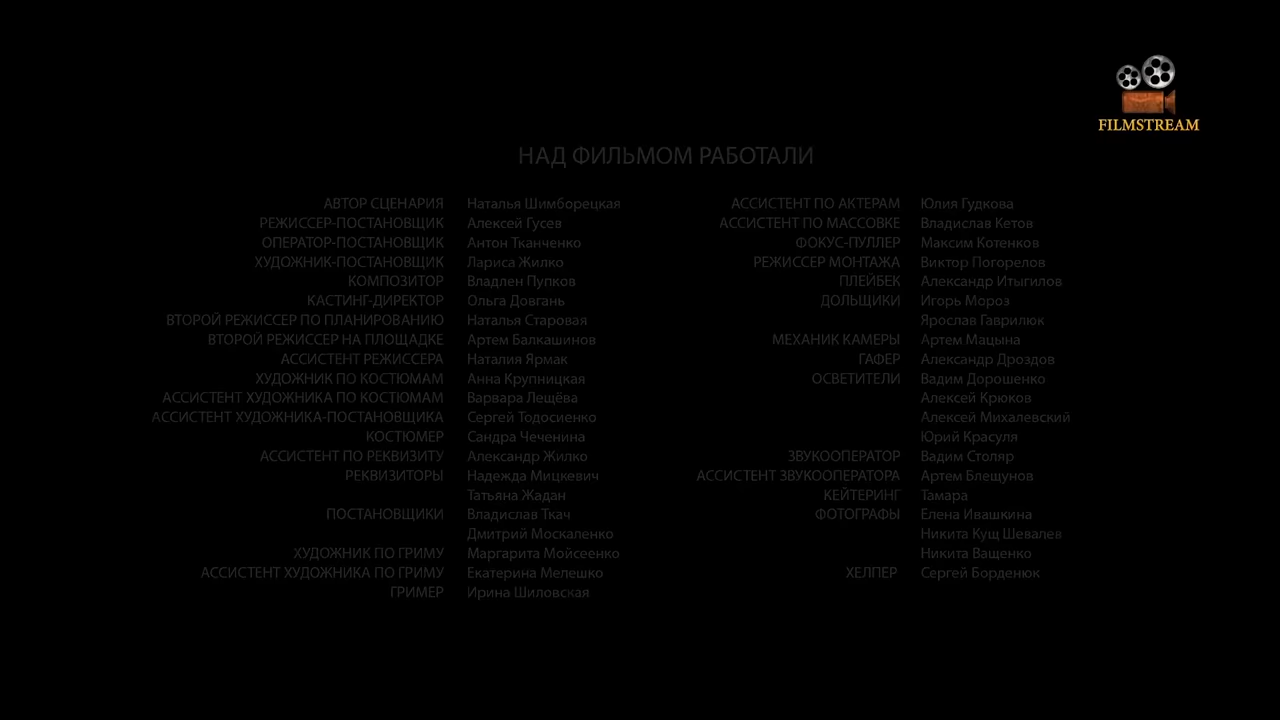 FILMSTREAM
НАД ФИЛЬМОМ РАБОТАЛИ
АВТОР СЦЕНАРИЯ Наталья Шимборецкая
РЕЖИССЕР-ПОСТАНОВЩИК Алексей Гусев
ОПЕРАТОР-ПОСТАНОВЩИК Антон Тканченко
ХУДОЖНИК-ПОСТАНОВЩИК Лариса Жилко
КОМПОЗИТОР Владлен Пупков
КАСТИНГ-ДИРЕКТОР Ольга Довгань
ВТОРОЙ РЕЖИССЕР ПО ПЛАНИРОВАНИЮ Наталья Старовая
ВТОРОЙ РЕЖИССЕР НА ПЛОЩАДКЕ Артем Балкашинов
АССИСТЕНТ РЕЖИССЕРА Наталия Ярмак
ХУДОЖНИК ПО КОСТЮМАМ Анна Крупницкая
АССИСТЕНТ ХУДОЖНИКА ПО КОСТЮМАМ Варвара Лещёва
АССИСТЕНТ ХУДОЖНИКА-ПОСТАНОВЩИКА Сергей Тодосиенко
КОСТЮМЕР Сандра Чеченина
АССИСТЕНТ ПО РЕКВИЗИТУ Александр Жилко
РЕКВИЗИТОРЫ Надежда Мицкевич
Татьяна Жадан
ПОСТАНОВЩИКИ Владислав Ткач
Дмитрий Москаленко
ХУДОЖНИК ПО ГРИМУ Маргарита Мойсеенко
АССИСТЕНТ ХУДОЖНИКА ПО ГРИМУ Екатерина Мелешко
ГРИМЕР Ирина Шиловская
АССИСТЕНТ ПО АКТЕРАМ Юлия Гудкова
АССИСТЕНТ ПО МАССОВКЕ Владислав Кетов
ФОКУС-ПУЛЛЕР Максим Котенков
РЕЖИССЕР МОНТАЖА Виктор Погорелов
ПЛЕЙБЕК Александр Итыгилов
ДОЛЬЩИКИ Игорь Мороз
Ярослав Гаврилюк
МЕХАНИК КАМЕРЫ Артем Мацына
ГАФЕР Александр Дроздов
ОСВЕТИТЕЛИ Вадим Дорошенко
Алексей Крюков
Алексей Михалевский
Юрий Красуля
ЗВУКООПЕРАТОР Вадим Столяр
АССИСТЕНТ ЗВУКООПЕРАТОРА Артем Блещунов
КЕЙТЕРИНГ Тамара
ФОТОГРАФЫ Елена Ивашкина
Никита Кущ Шевалев
Никита Ващенко
ХЕЛПЕР Сергей Борденюк